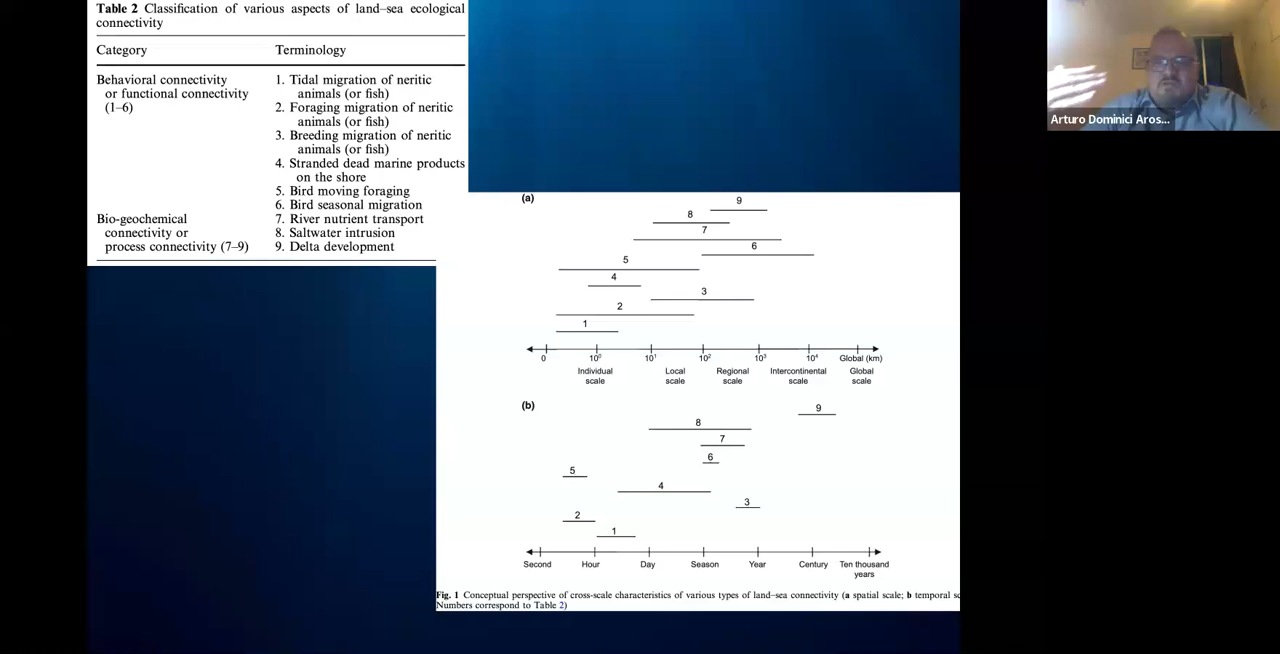 Table 2 Classification of various aspects of land–sea ecological
connectivity
Category Terminology
Behavioral connectivity
or functional connectivity
(1–6)
1. Tidal migration of neritic
animals (or fish)
2. Foraging migration of neritic
animals (or fish)
3. Breeding migration of neritic
animals (or fish)
4. Stranded dead marine products
on the shore
5. Bird moving foraging
6. Bird seasonal migration
Bio-geochemical
connectivity or
process connectivity (7–9)
7. River nutrient transport
8. Saltwater intrusion
9. Delta development
Arturo Dominici Aros...
(a)
9
8
7
6
5
4
3
2
1
0 10⁰ 10¹ 10² 10³ 10⁴ Global (km)
Individual scale
Local scale
Regional scale
Intercontinental scale
Global scale
(b)
9
8
7
6
5
4
3
2
1
Second Hour Day Season Year Century Ten thousand
years
Fig. 1 Conceptual perspective of cross-scale characteristics of various types of land–sea connectivity (a spatial scale; b temporal
Numbers correspond to Table 2)